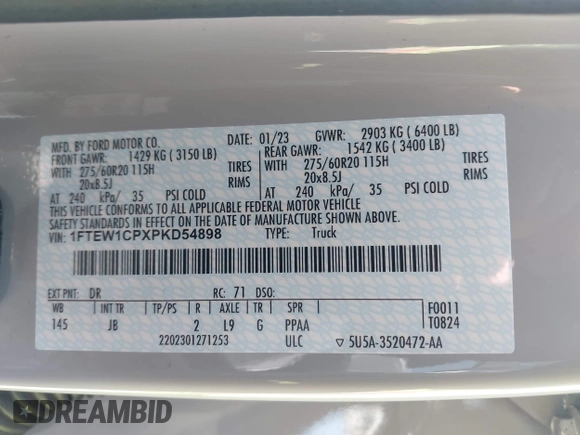 MFD. BY FORD MOTOR CO. DATE: 01/23 GVWR: 2903 KG ( 6400 LB)
FRONT GAWR: 1429 KG ( 3150 LB) REAR GAWR: 1542 KG ( 3400 LB)
WITH 275/60R20 115H TIRES WITH 275/60R20 115H TIRES
20x8.5J RIMS 20x8.5J RIMS
AT 240 kPa/ 35 PSI COLD AT 240 kPa/ 35 PSI COLD
THIS VEHICLE CONFORMS TO ALL APPLICABLE FEDERAL MOTOR VEHICLE
SAFETY STANDARDS IN EFFECT ON THE DATE OF MANUFACTURE SHOWN ABOVE.
VIN: 1FTEW1CPXPKD54898 TYPE: Truck
EXT PNT: DR RC: 71 DSO:
WB INT TR TP/PS R AXLE TR SPR F0011
145 JB 2 L9 G PPAA T0824
2202301271253 ULC ▽ 5U5A-3520472-AA
DREAMBID